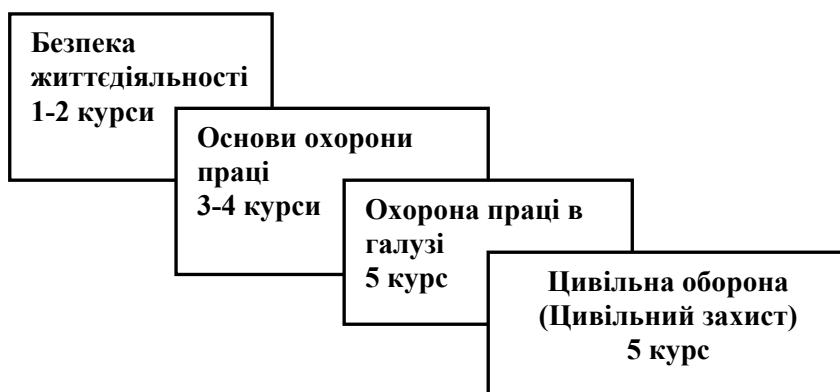 Безпека
життєдіяльності
1-2 курси
Основи охорони
праці
3-4 курси
Охорона праці в
галузі
5 курс
Цивільна оборона
(Цивільний захист)
5 курс